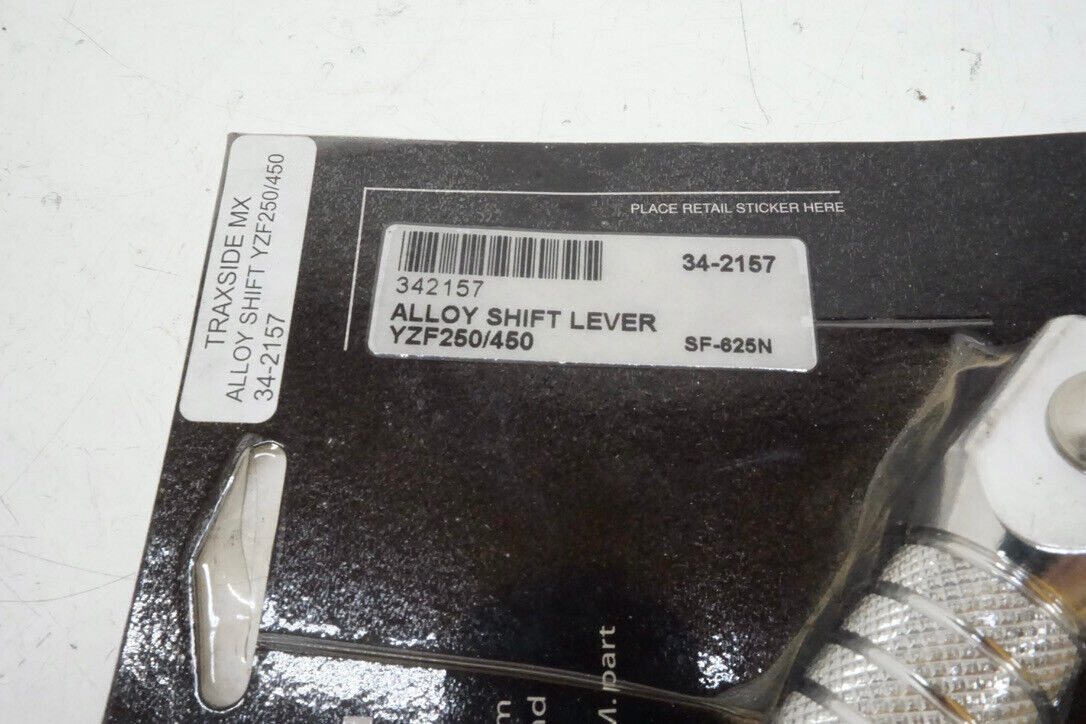 TRAXSIDE MX
ALLOY SHIFT YZF250/450
34-2157
PLACE RETAIL STICKER HERE
34-2157
342157
ALLOY SHIFT LEVER
YZF250/450
SF-625N
part